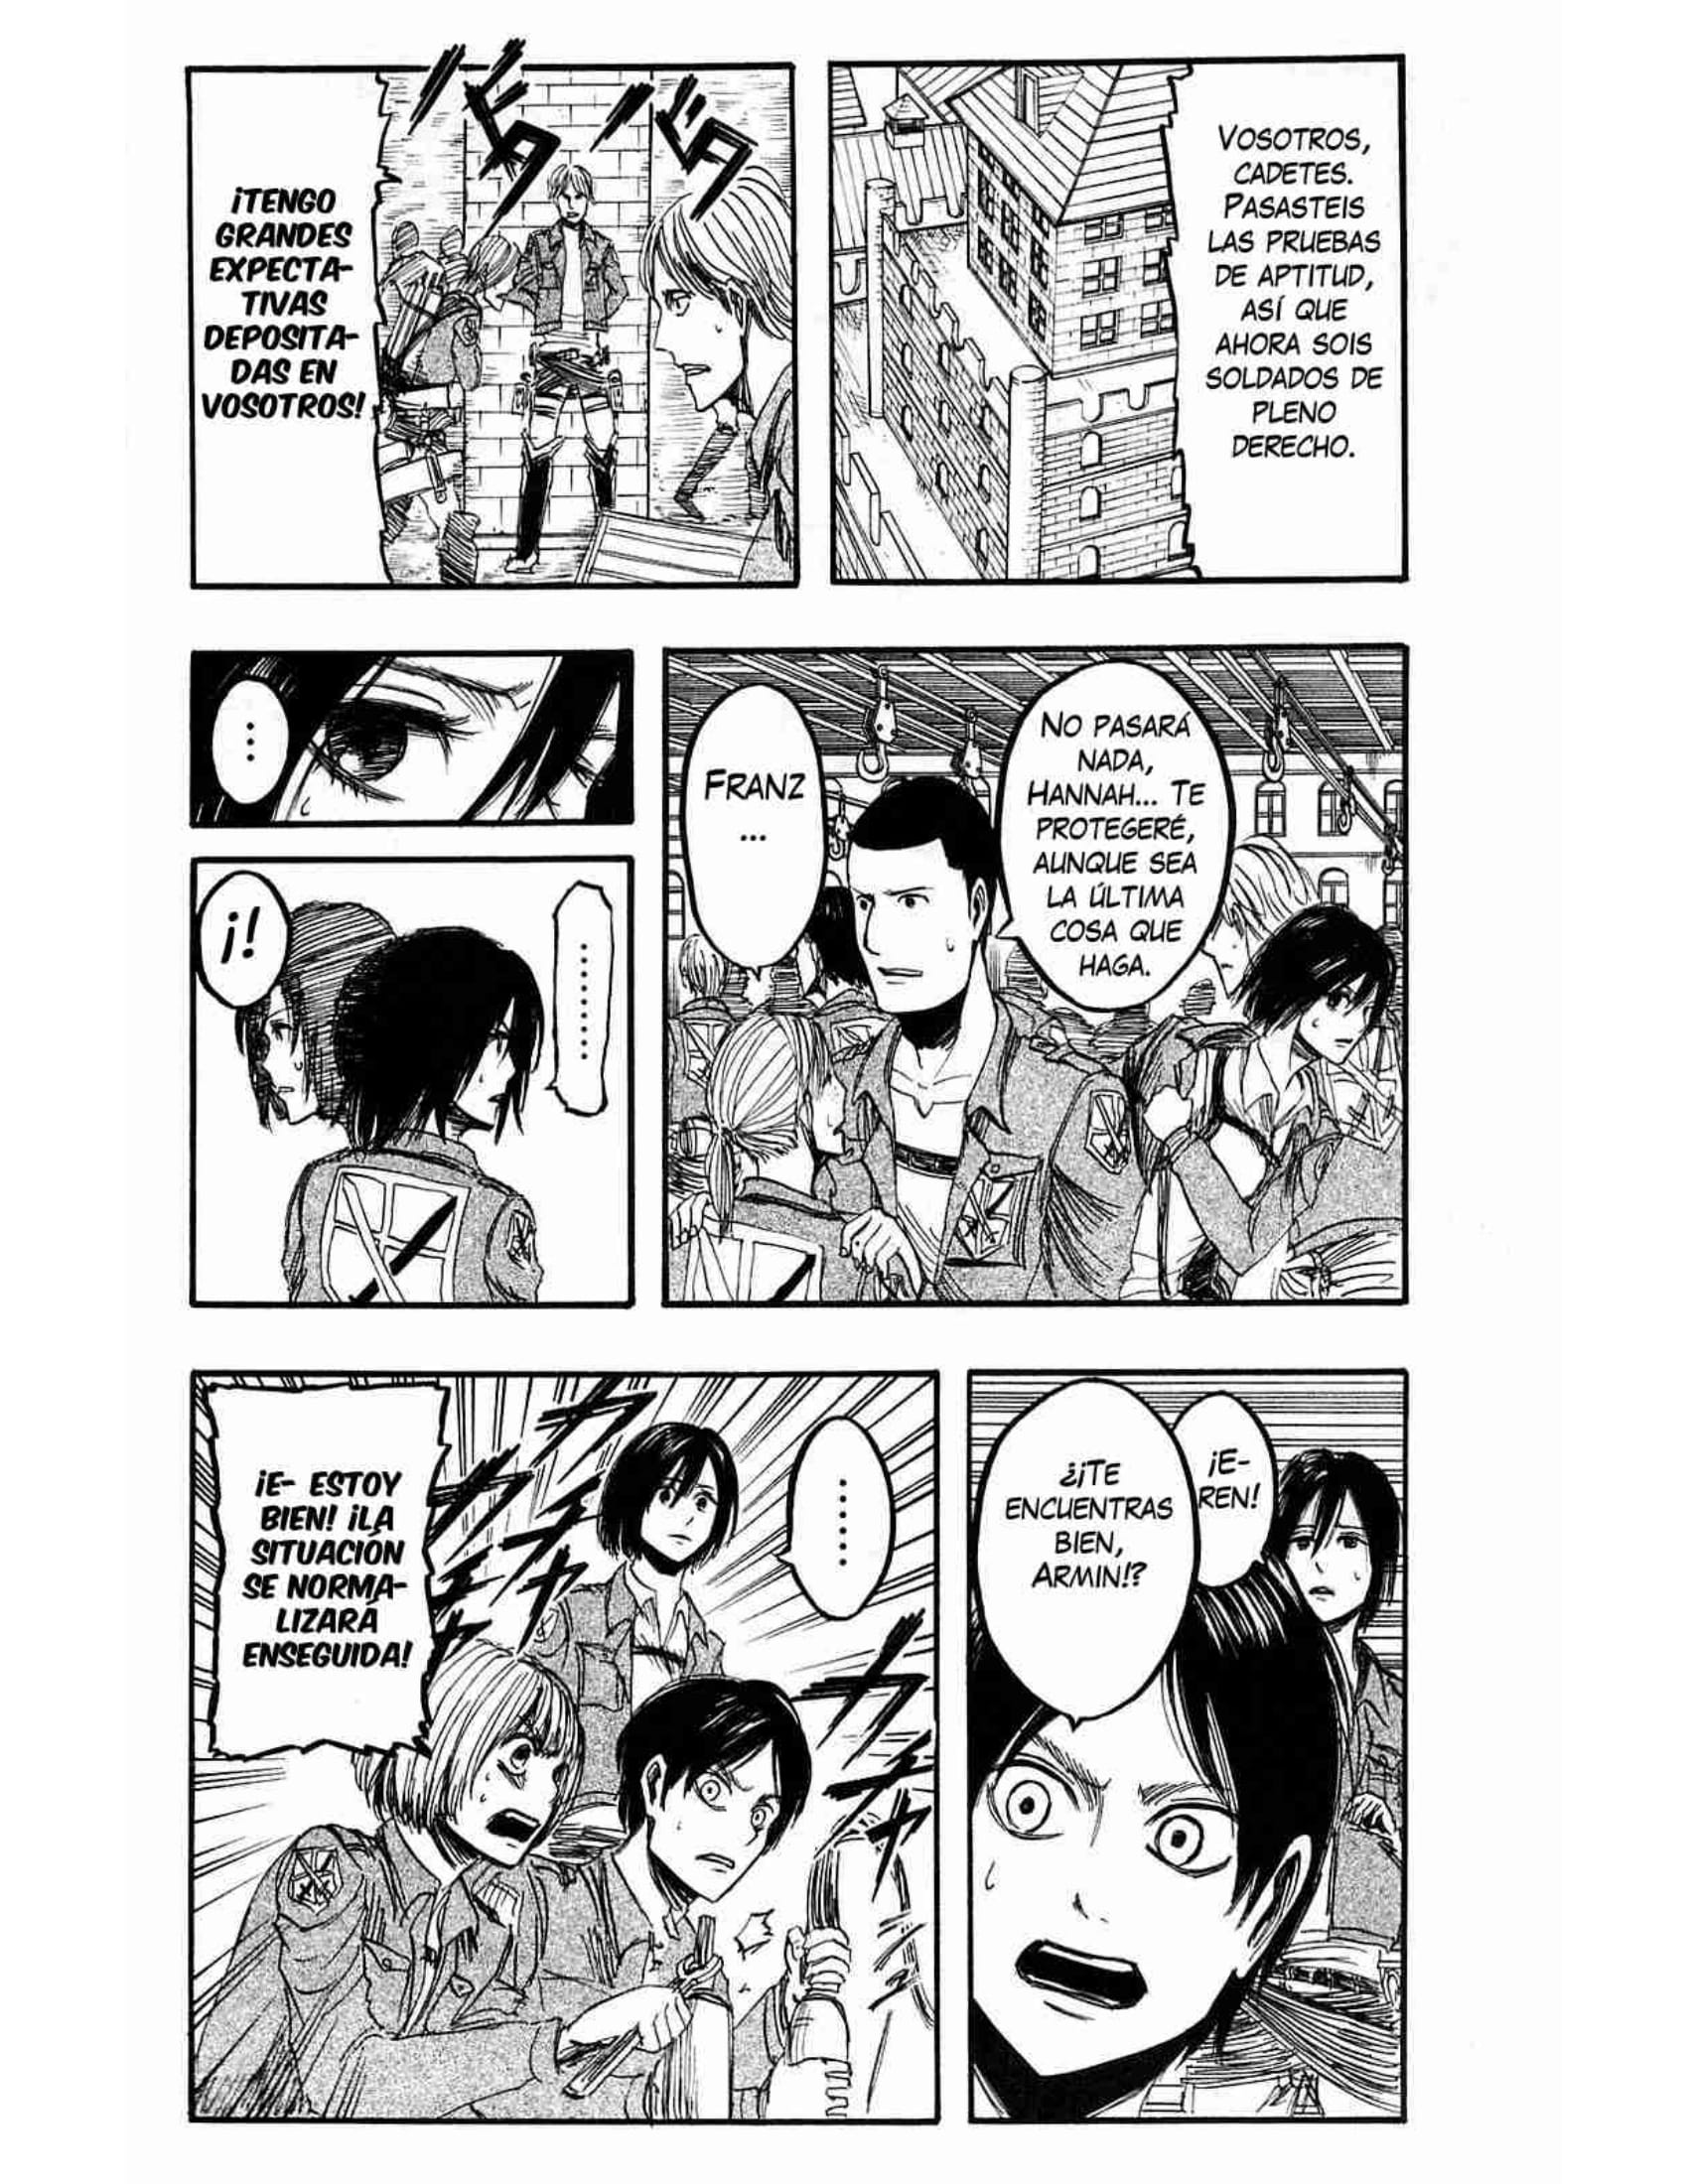 VOSOTROS,
CADETES.
PASASTEIS
LAS PRUEBAS
DE APTITUD,
ASÍ QUE
AHORA SOIS
SOLDADOS DE
PLENO
DERECHO.
¡TENGO
GRANDES
EXPECTA-
TIVAS
DEPOSITA-
DAS EN
VOSOTROS!
NO PASARÁ
NADA,
HANNAH... TE
PROTEGERÉ,
AUNQUE SEA
LA ÚLTIMA
COSA QUE
HAGA.
FRANZ
...
...
.........
¡!
¡E-
REN!
¿¡TE
ENCUENTRAS
BIEN,
ARMIN!?
......
¡E- ESTOY
BIEN! ¡LA
SITUACIÓN
SE NORMA-
LIZARÁ
ENSEGUIDA!